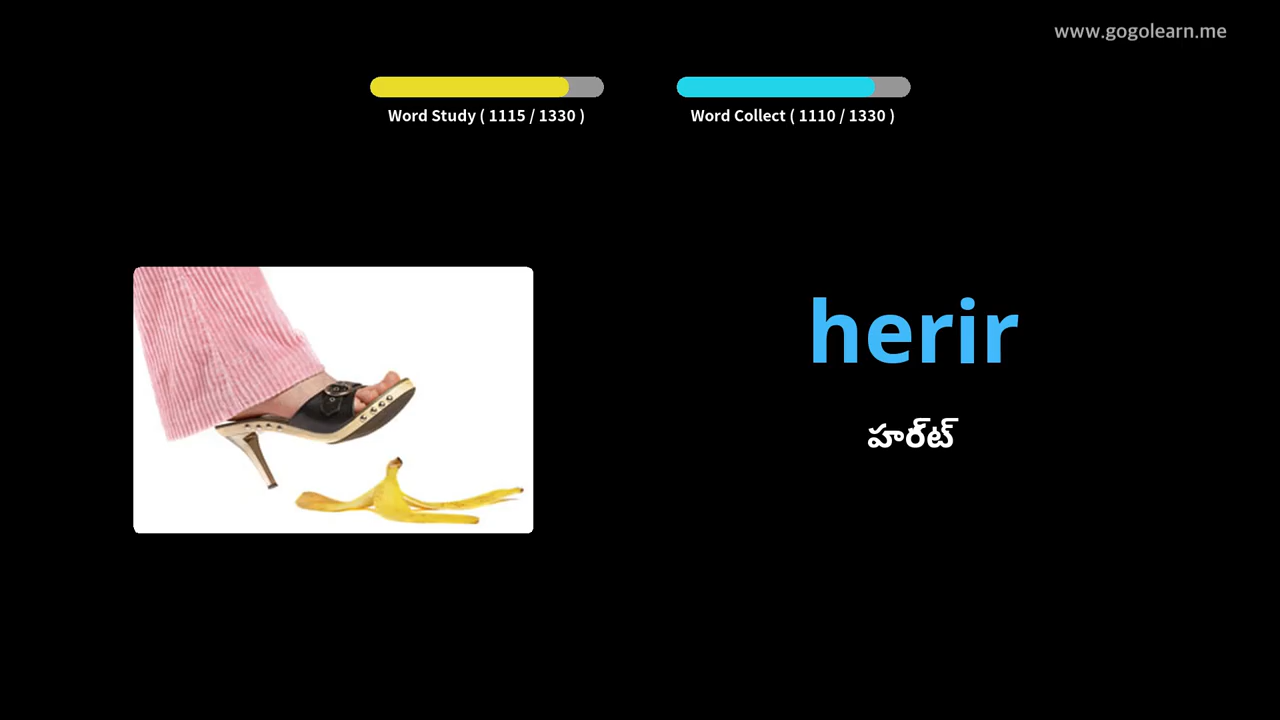 www.gogolearn.me
Word Study ( 1115 / 1330 )
Word Collect ( 1110 / 1330 )
herir
హర్ట్